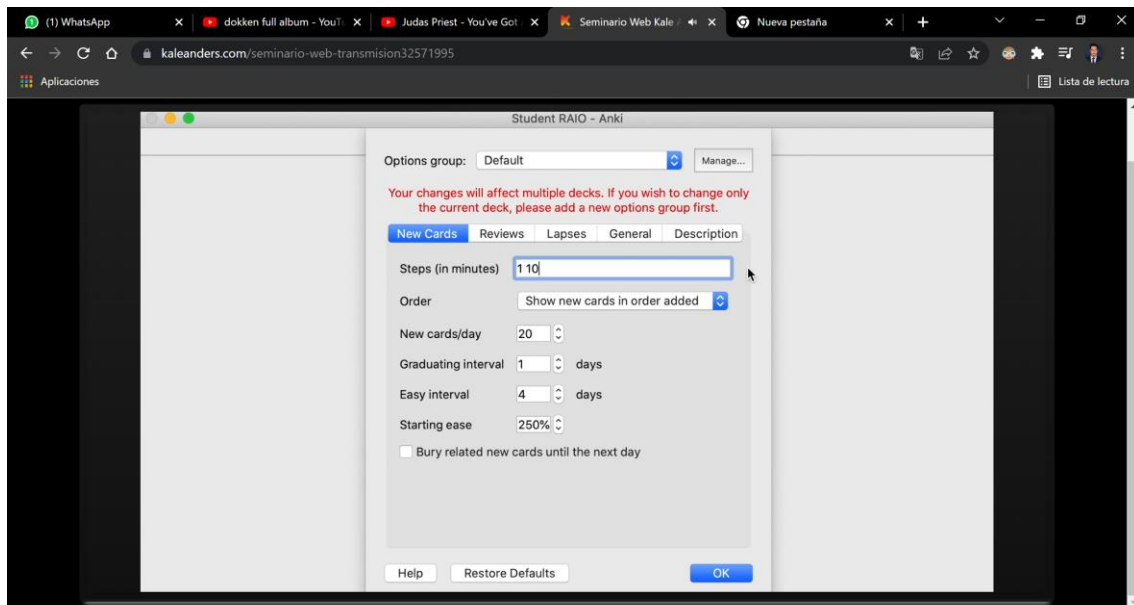 (1) WhatsApp
dokken full album - YouT
Judas Priest - You've Got
Seminario Web Kale
Nueva pestaña
kaleanders.com/seminario-web-transmision32571995
Aplicaciones
Lista de lectura
Student RAIO - Anki
Options group: Default Manage...
Your changes will affect multiple decks. If you wish to change only
the current deck, please add a new options group first.
New Cards Reviews Lapses General Description
Steps (in minutes) 1 10
Order Show new cards in order added
New cards/day 20
Graduating interval 1 days
Easy interval 4 days
Starting ease 250%
Bury related new cards until the next day
Help Restore Defaults OK